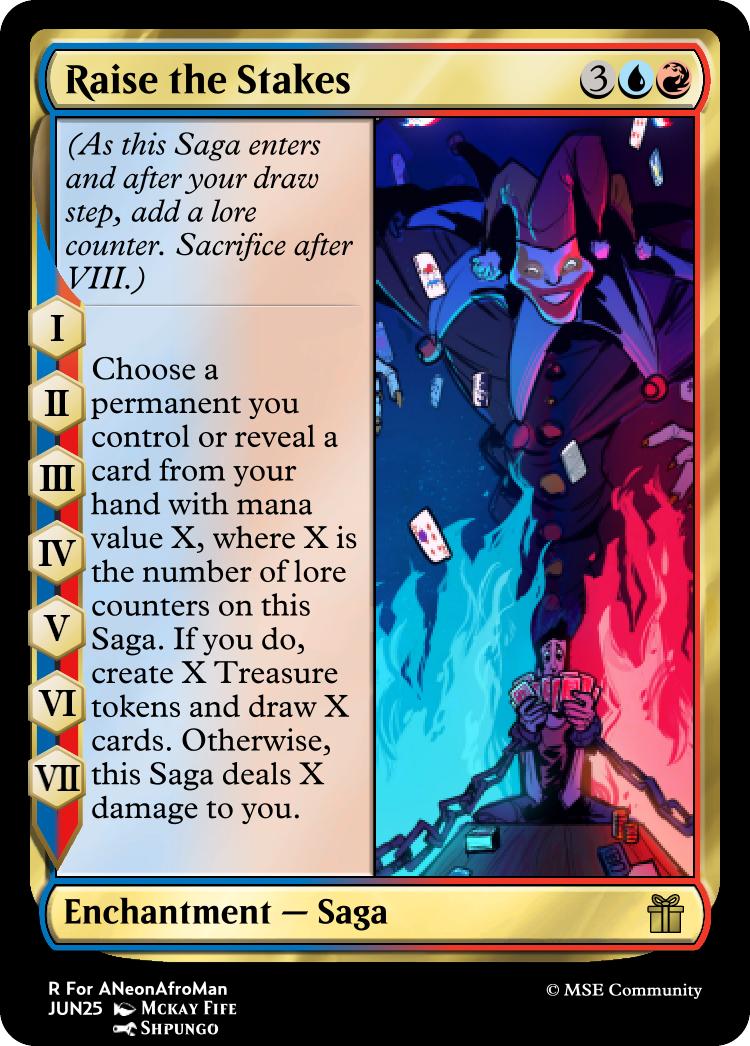 Raise the Stakes 3
(As this Saga enters
and after your draw
step, add a lore
counter. Sacrifice after
VIII.)
I
II
III
IV
V
VI
VII
Choose a
permanent you
control or reveal a
card from your
hand with mana
value X, where X is
the number of lore
counters on this
Saga. If you do,
create X Treasure
tokens and draw X
cards. Otherwise,
this Saga deals X
damage to you.
Enchantment — Saga
R For ANeonAfroMan
JUN25 McKay Fife
Shpungo
© MSE Community